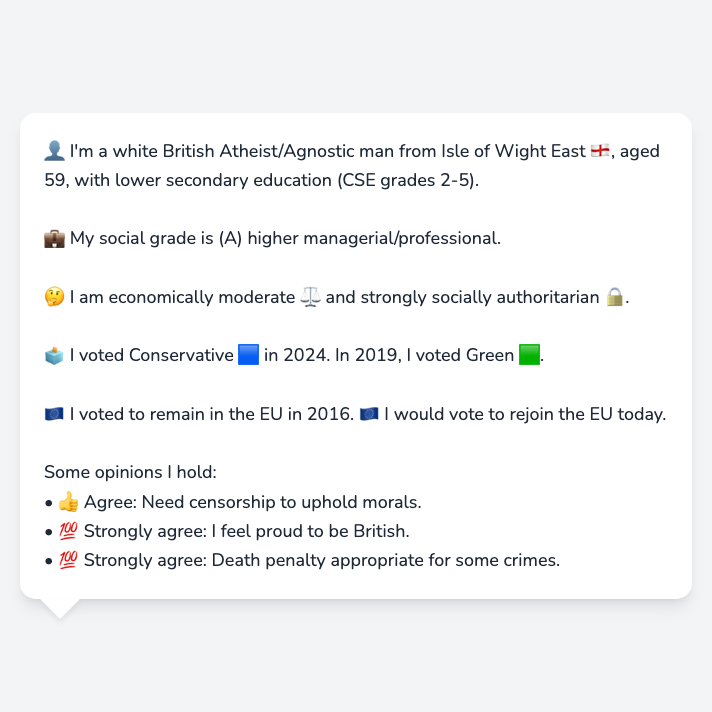 👤 I'm a white British Atheist/Agnostic man from Isle of Wight East 🏴󠁧󠁢󠁥󠁮󠁧󠁿, aged
59, with lower secondary education (CSE grades 2-5).
💼 My social grade is (A) higher managerial/professional.
🤔 I am economically moderate ⚖️ and strongly socially authoritarian 🔒.
🗳️ I voted Conservative 🟦 in 2024. In 2019, I voted Green 🟩.
🇪🇺 I voted to remain in the EU in 2016. 🇪🇺 I would vote to rejoin the EU today.
Some opinions I hold:
• 👍 Agree: Need censorship to uphold morals.
• 💯 Strongly agree: I feel proud to be British.
• 💯 Strongly agree: Death penalty appropriate for some crimes.